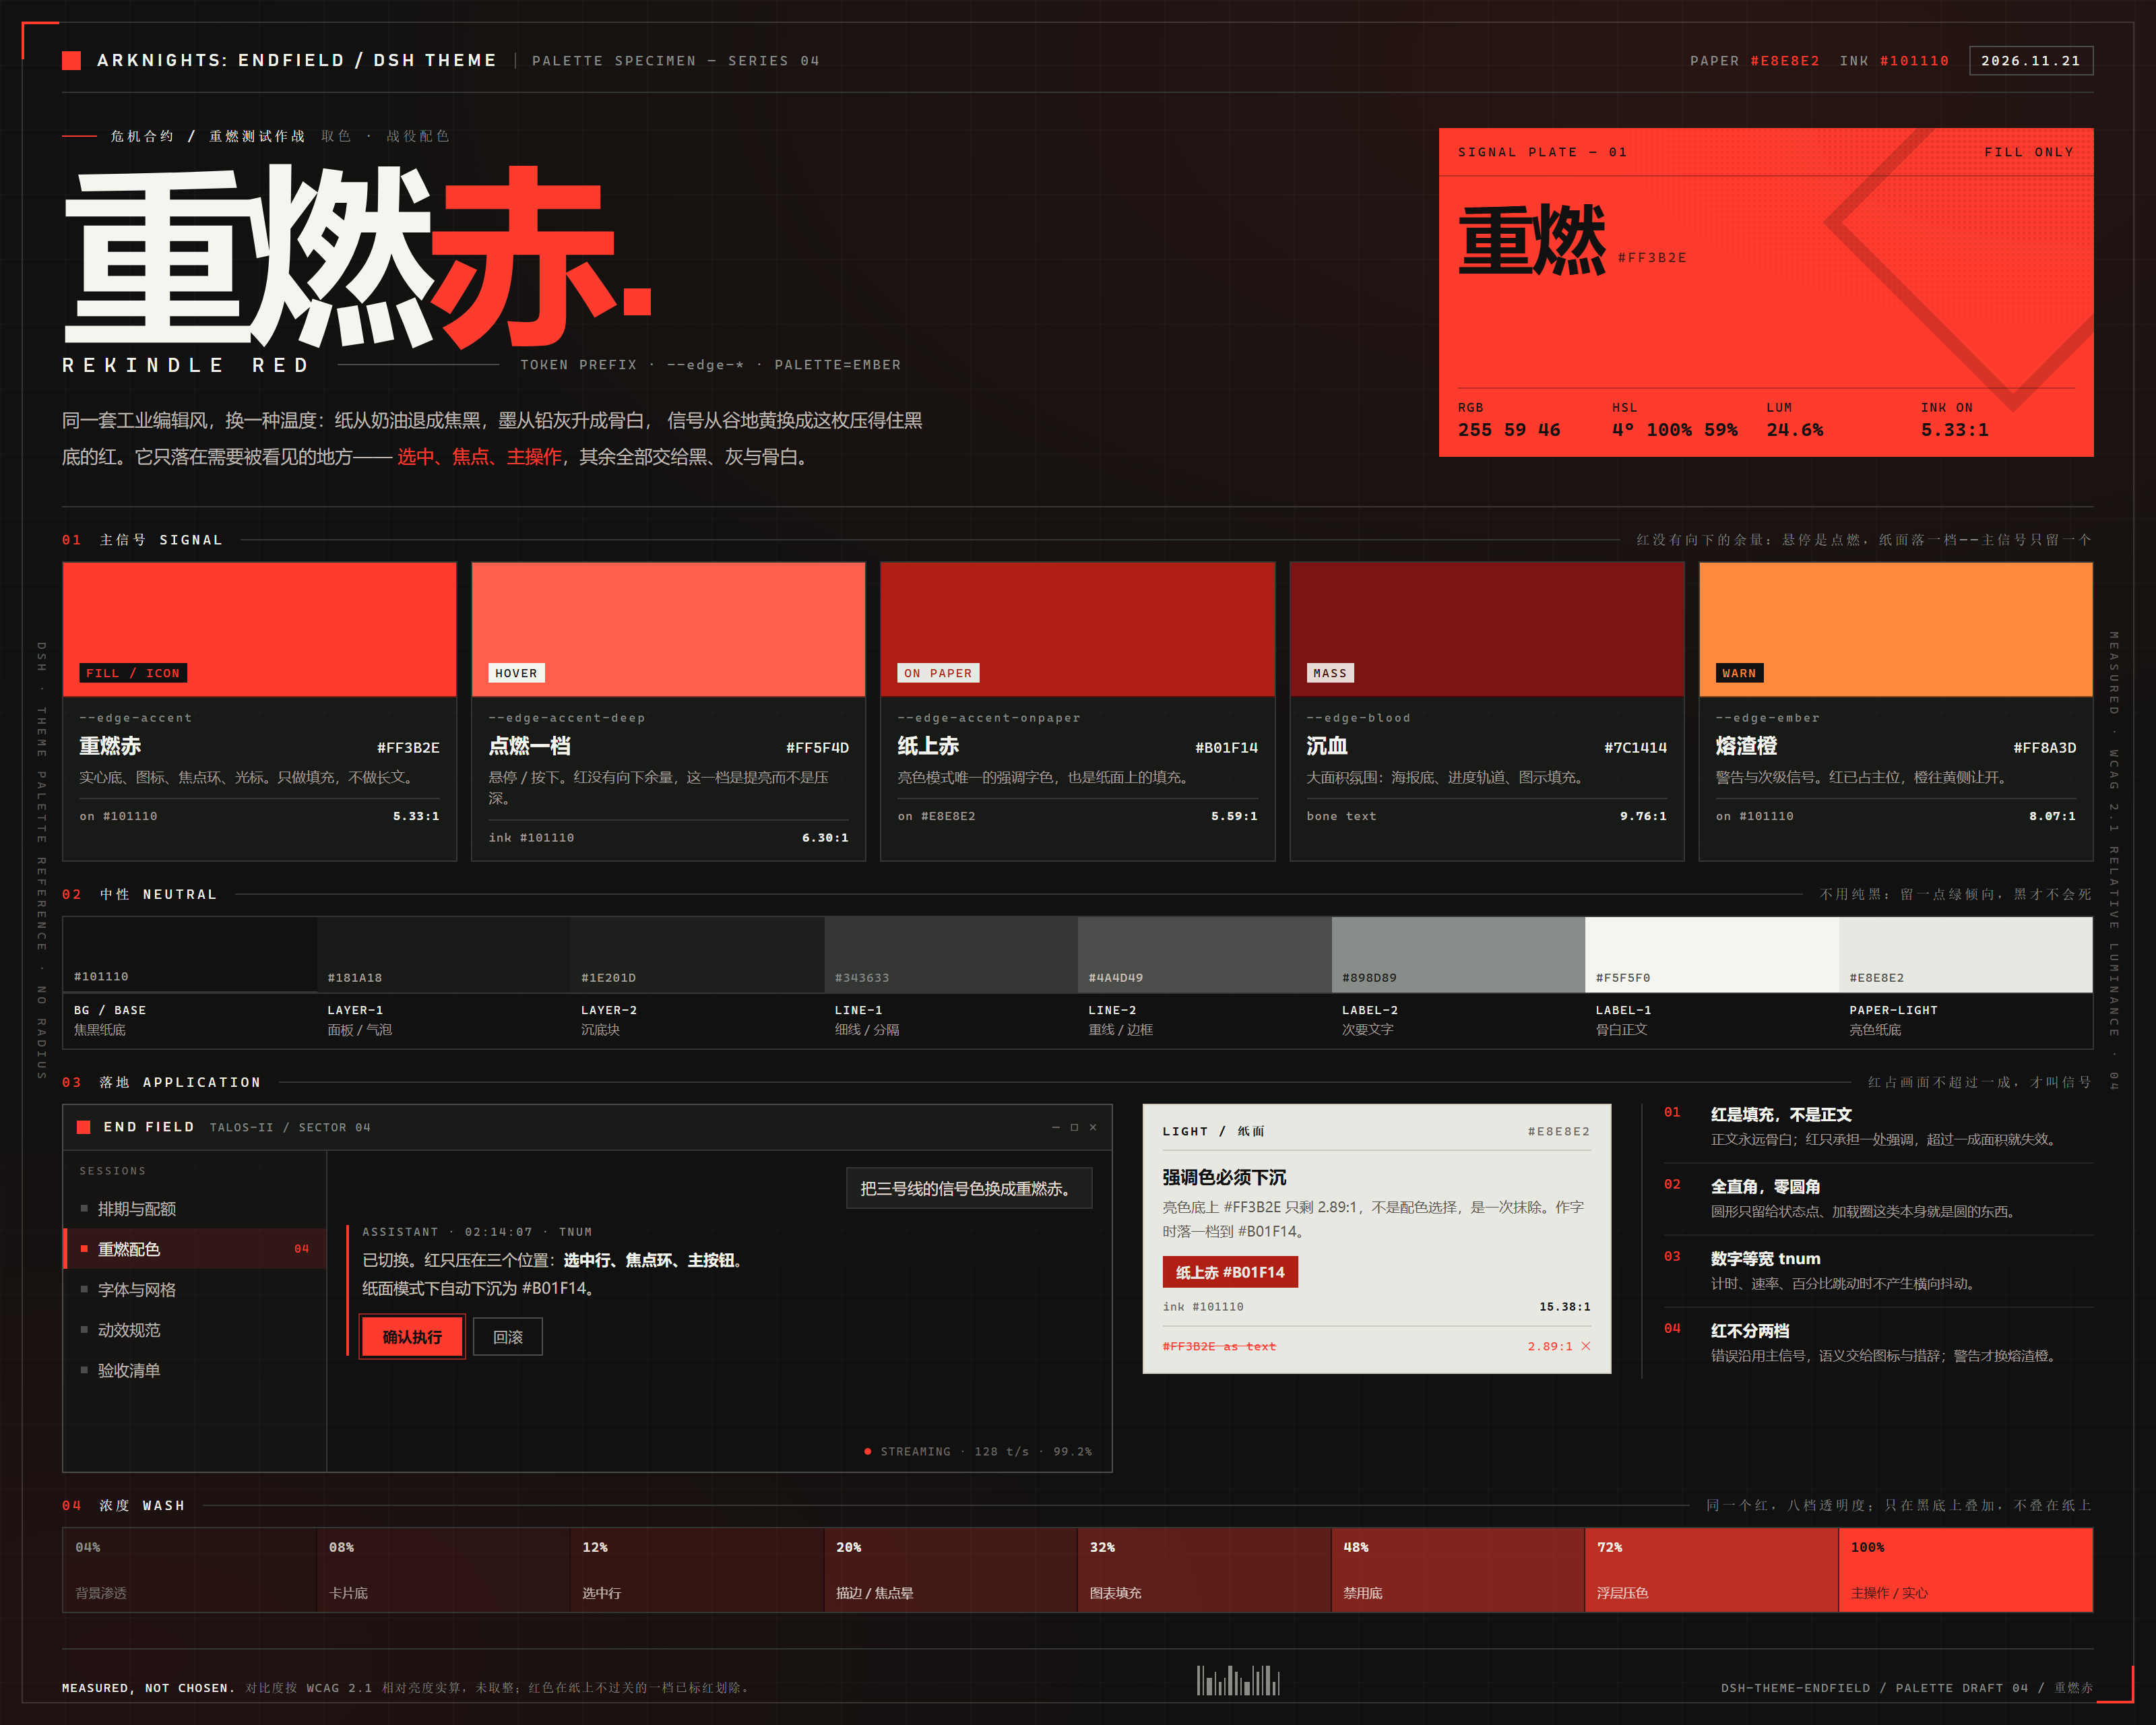 ARKNIGHTS: ENDFIELD / DSH THEME
PALETTE SPECIMEN — SERIES 04
PAPER #E8E8E2 INK #101110
2026.11.21
危机合约 / 重燃测试作战 取色 · 战役配色
重燃赤.
REKINDLE RED
TOKEN PREFIX · --edge-* · PALETTE=EMBER
同一套工业编辑风，换一种温度：纸从奶油退成焦黑，墨从铅灰升成骨白， 信号从谷地黄换成这枚压得住黑
底的红。它只落在需要被看见的地方—— 选中、焦点、主操作，其余全部交给黑、灰与骨白。
SIGNAL PLATE — 01
FILL ONLY
重燃 #FF3B2E
RGB
255 59 46
HSL
4° 100% 59%
LUM
24.6%
INK ON
5.33:1
01 主信号 SIGNAL
红没有向下的余量：悬停是点燃，纸面落一档——主信号只留一个
FILL / ICON
--edge-accent
重燃赤 #FF3B2E
实心底、图标、焦点环、光标。只做填充，不做长文。
on #101110 5.33:1
HOVER
--edge-accent-deep
点燃一档 #FF5F4D
悬停 / 按下。红没有向下余量，这一档是提亮而不是压
深。
ink #101110 6.30:1
ON PAPER
--edge-accent-onpaper
纸上赤 #B01F14
亮色模式唯一的强调字色，也是纸面上的填充。
on #E8E8E2 5.59:1
MASS
--edge-blood
沉血 #7C1414
大面积氛围：海报底、进度轨道、图示填充。
bone text 9.76:1
WARN
--edge-ember
熔渣橙 #FF8A3D
警告与次级信号。红已占主位，橙往黄侧让开。
on #101110 8.07:1
02 中性 NEUTRAL
不用纯黑：留一点绿倾向，黑才不会死
#101110
BG / BASE
焦黑纸底
#181A18
LAYER-1
面板 / 气泡
#1E201D
LAYER-2
沉底块
#343633
LINE-1
细线 / 分隔
#4A4D49
LINE-2
重线 / 边框
#898D89
LABEL-2
次要文字
#F5F5F0
LABEL-1
骨白正文
#E8E8E2
PAPER-LIGHT
亮色纸底
03 落地 APPLICATION
红占画面不超过一成，才叫信号
END FIELD TALOS-II / SECTOR 04
SESSIONS
排期与配额
重燃配色 04
字体与网格
动效规范
验收清单
把三号线的信号色换成重燃赤。
ASSISTANT · 02:14:07 · TNUM
已切换。红只压在三个位置：选中行、焦点环、主按钮。
纸面模式下自动下沉为 #B01F14。
确认执行
回滚
STREAMING · 128 t/s · 99.2%
LIGHT / 纸面 #E8E8E2
强调色必须下沉
亮色底上 #FF3B2E 只剩 2.89:1，不是配色选择，是一次抹除。作字
时落一档到 #B01F14。
纸上赤 #B01F14
ink #101110 15.38:1
#FF3B2E as text 2.89:1 ×
01 红是填充，不是正文
正文永远骨白；红只承担一处强调，超过一成面积就失效。
02 全直角，零圆角
圆形只留给状态点、加载圈这类本身就是圆的东西。
03 数字等宽 tnum
计时、速率、百分比跳动时不产生横向抖动。
04 红不分两档
错误沿用主信号，语义交给图标与措辞；警告才换熔渣橙。
04 浓度 WASH
同一个红，八档透明度；只在黑底上叠加，不叠在纸上
04%
背景渗透
08%
卡片底
12%
选中行
20%
描边 / 焦点晕
32%
图表填充
48%
禁用底
72%
浮层压色
100%
主操作 / 实心
MEASURED, NOT CHOSEN. 对比度按 WCAG 2.1 相对亮度实算，未取整；红色在纸上不过关的一档已标红划除。
DSH-THEME-ENDFIELD / PALETTE DRAFT 04 / 重燃赤
DSH · THEME PALETTE REFERENCE · NO RADIUS
MEASURED · WCAG 2.1 RELATIVE LUMINANCE · 04